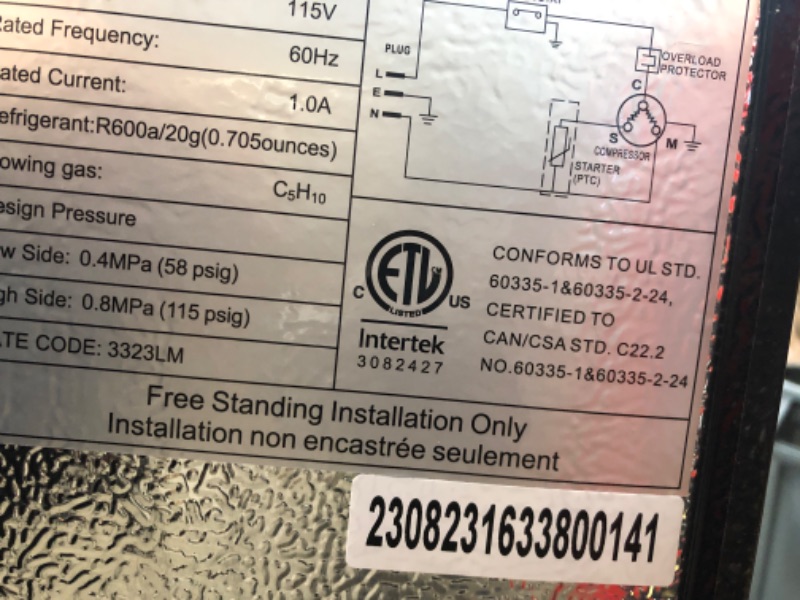 115V
ated Frequency:
60Hz
ated Current:
1.0A
efrigerant:R600a/20g(0.705ounces)
owing gas:
C₅H₁₀
esign Pressure
w Side: 0.4MPa (58 psig)
gh Side: 0.8MPa (115 psig)
TE CODE: 3323LM
PLUG
L
E
N
OVERLOAD
PROTECTOR
C
S
M
COMPRESSOR
STARTER
(PTC)
ETL
LISTED
C
US
Intertek
3082427
CONFORMS TO UL STD.
60335-1&60335-2-24,
CERTIFIED TO
CAN/CSA STD. C22.2
NO.60335-1&60335-2-24
Free Standing Installation Only
Installation non encastrée seulement
2308231633800141